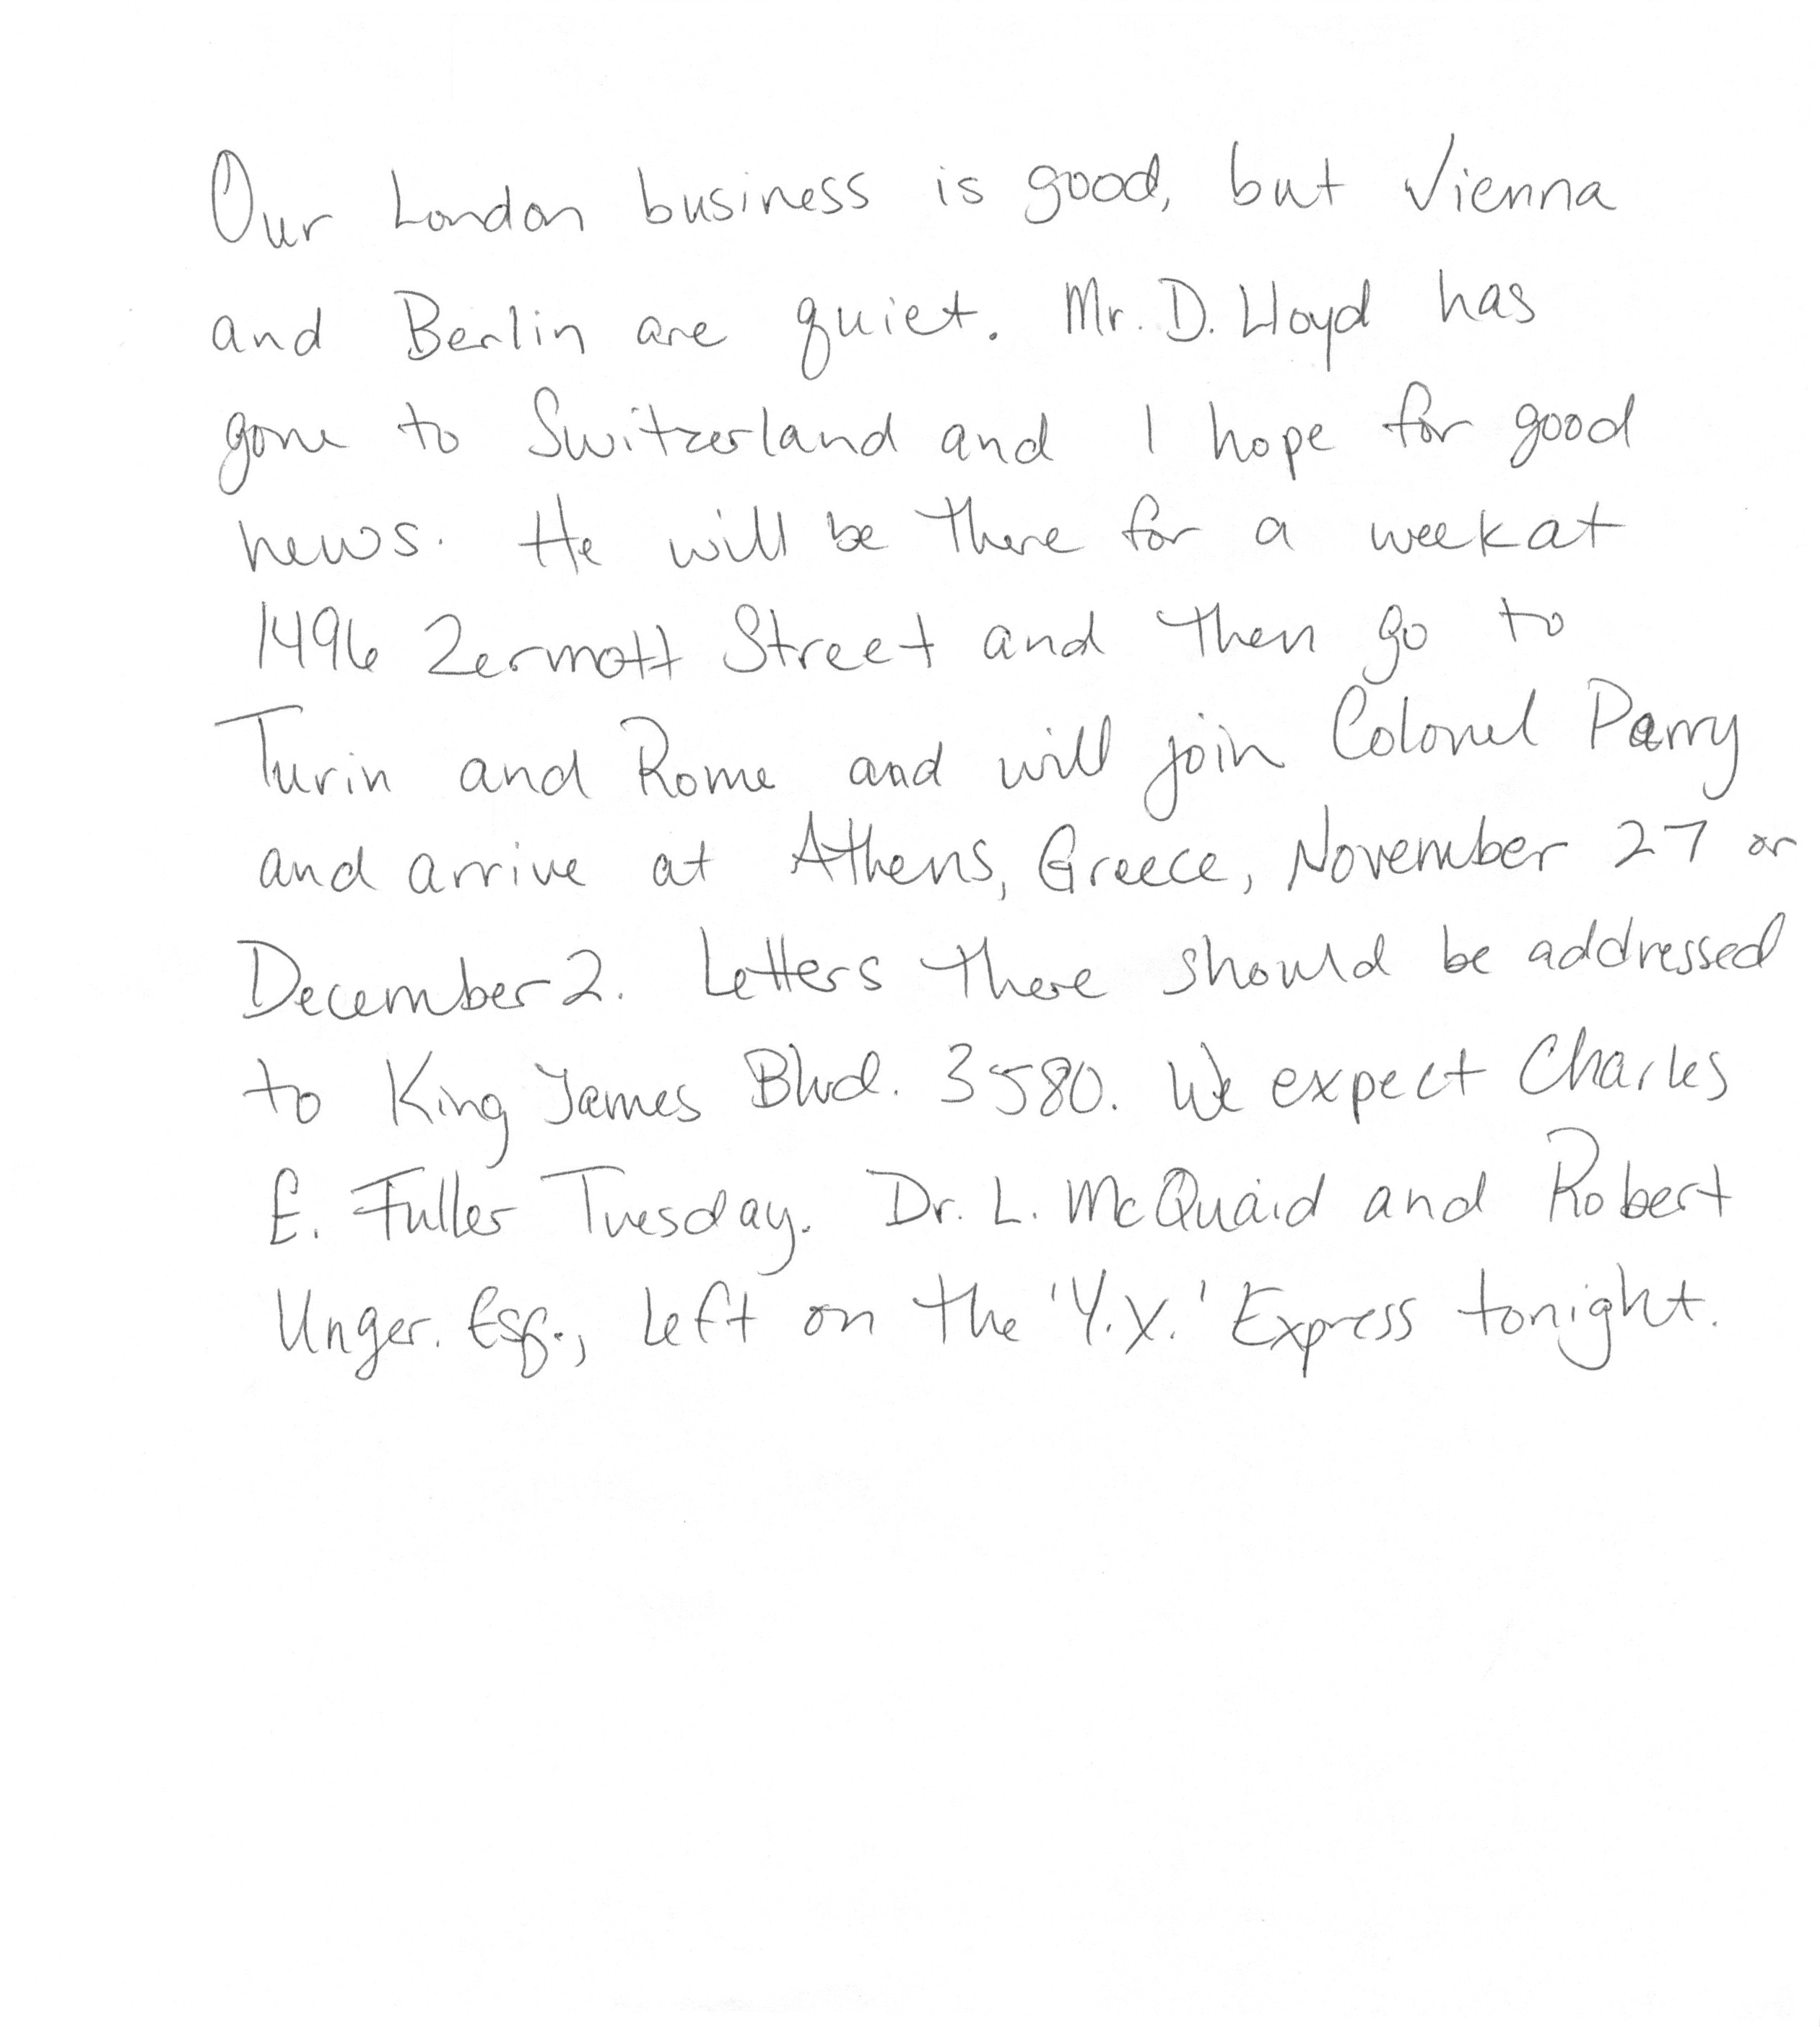 Our London business is good, but Vienna
and Berlin are quiet. Mr. D. Lloyd has
gone to Switzerland and I hope for good
news. He will be there for a week at
1496 Zermott Street and then go to
Turin and Rome and will join Colonel Parry
and arrive at Athens, Greece, November 27 or
December 2. Letters there should be addressed
to King James Blvd. 3580. We expect Charles
E. Fuller Tuesday. Dr. L. McQuaid and Robert
Unger. Esq., left on the 'Y.X.' Express tonight.